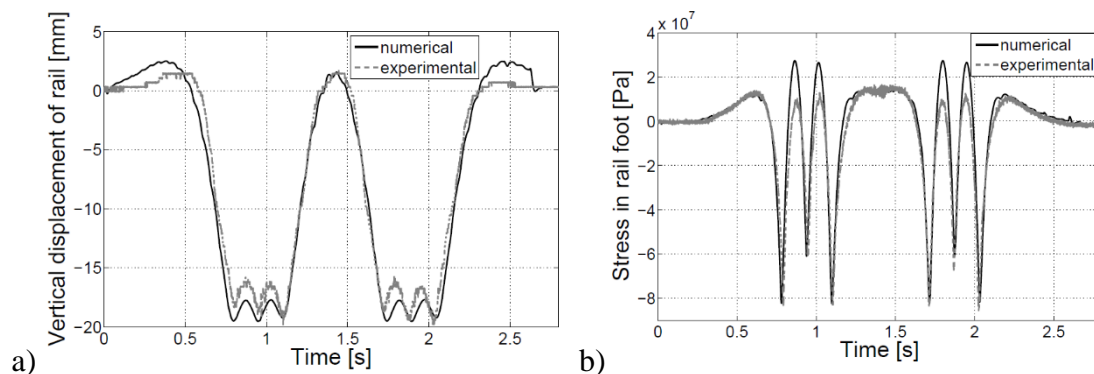 a)
Vertical displacement of rail [mm]
5
0
−5
−10
−15
−20
0
0.5
1
1.5
2
2.5
Time [s]
numerical
experimental
b)
Stress in rail foot [Pa]
x 10^7
4
2
0
−2
−4
−6
−8
0
0.5
1
1.5
2
2.5
Time [s]
numerical
experimental